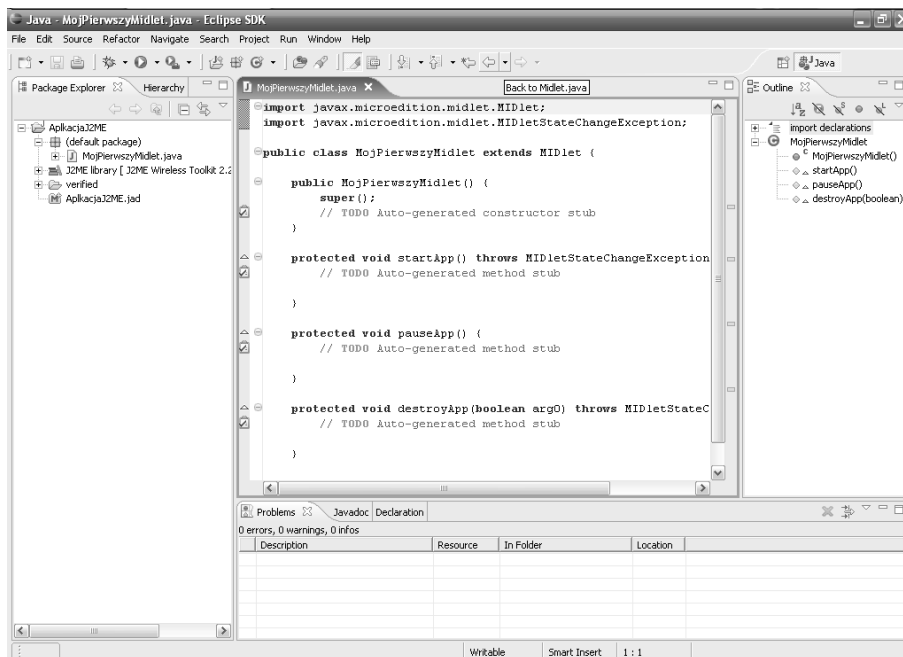 Java - MojPierwszyMidlet.java - Eclipse SDK
File Edit Source Refactor Navigate Search Project Run Window Help
Java
Package Explorer Hierarchy
AplkacjaJ2ME
(default package)
MojPierwszyMidlet.java
J2ME library [ J2ME Wireless Toolkit 2.2
verified
AplkacjaJ2ME.jad
MojPierwszyMidlet.java
Back to Midlet.java
import javax.microedition.midlet.MIDlet;
import javax.microedition.midlet.MIDletStateChangeException;
public class MojPierwszyMidlet extends MIDlet {
public MojPierwszyMidlet() {
super();
// TODO Auto-generated constructor stub
}
protected void startApp() throws MIDletStateChangeException
// TODO Auto-generated method stub
}
protected void pauseApp() {
// TODO Auto-generated method stub
}
protected void destroyApp(boolean arg0) throws MIDletStateC
// TODO Auto-generated method stub
}
Outline
import declarations
MojPierwszyMidlet
MojPierwszyMidlet()
startApp()
pauseApp()
destroyApp(boolean)
Problems Javadoc Declaration
0 errors, 0 warnings, 0 infos
Description Resource In Folder Location
Writable Smart Insert 1 : 1